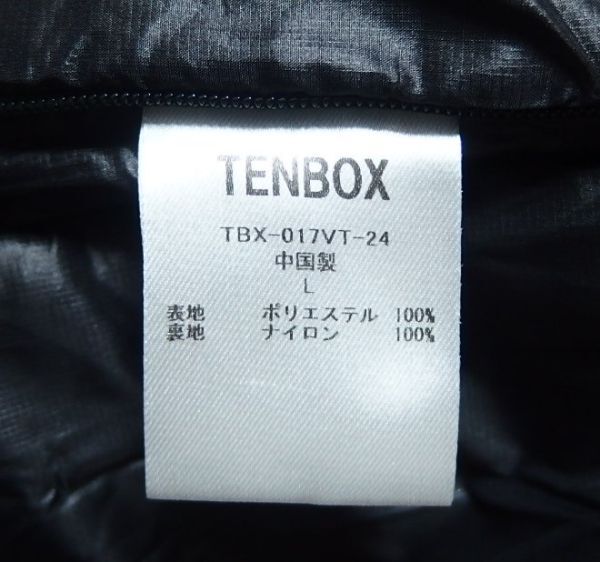 TENBOX
TBX-017VT-24
中国製
L
表地 ポリエステル 100%
裏地 ナイロン 100%